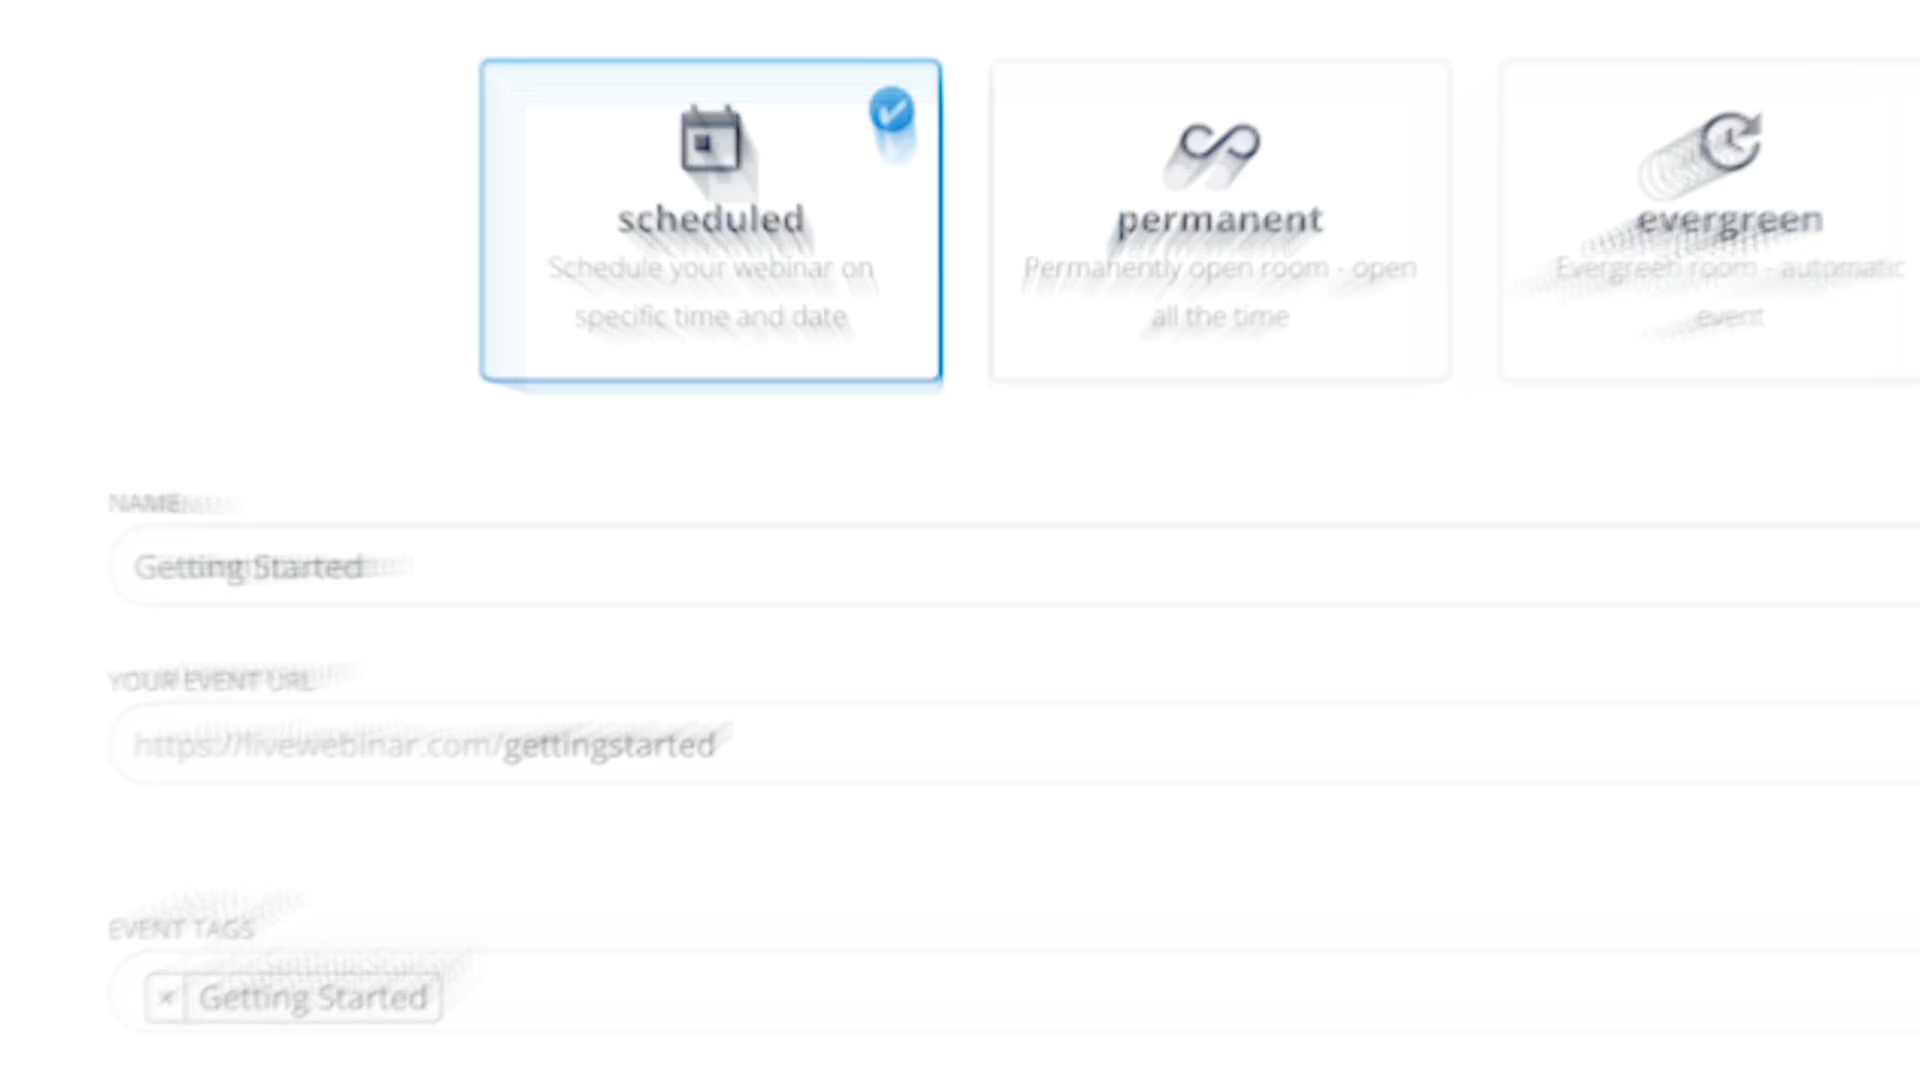 scheduled
Schedule your webinar on
specific time and date
permanent
Permanently open room - open
all the time
evergreen
Evergreen room - automatic
event
NAME
Getting Started
YOUR EVENT URL
https://livewebinar.com/gettingstarted
EVENT TAGS
× Getting Started